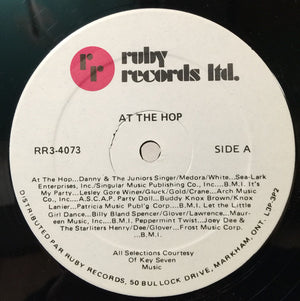 r
r
ruby
records ltd.
AT THE HOP
RR3-4073
SIDE A
At The Hop...Danny & The Juniors Singer/Medora/White...Sea-Lark
Enterprises, Inc./Singular Music Publishing Co., Inc....B.M.I. It's
My Party...Lesley Gore Winer/Gluck/Gold/Crane...Arch Music
Co., Inc....A.S.C.A.P. Party Doll...Buddy Knox Brown/Knox
Lanier...Patricia Music Publ'g Corp....B.M.I. Let the Little
Girl Dance...Billy Bland Spencer/Glover/Lawrence...Maur-
een Music, Inc....B.M.I. Peppermint Twist...Joey Dee &
The Starliters Henry/Dee/Glover...Frost Music Corp.
...B.M.I.
All Selections Courtesy
Of Key Seven
Music
DISTRIBUTED PAR RUBY RECORDS, 50 BULLOCK DRIVE, MARKHAM, ONT. L3P-3P2